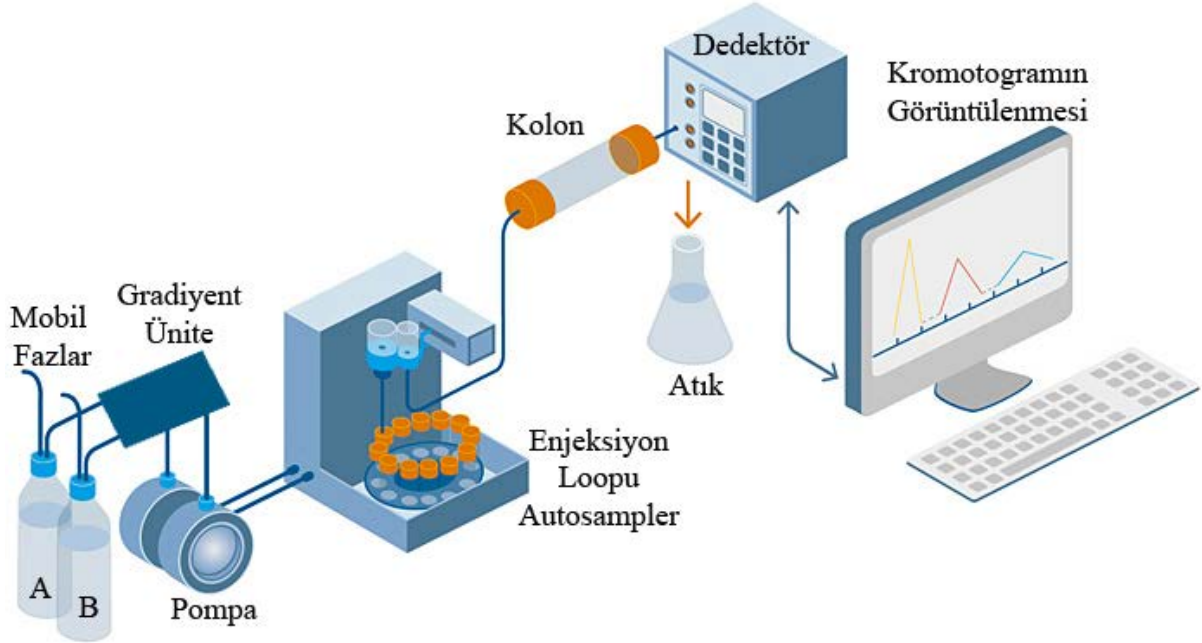 Dedektör
Kromotogramın
Görüntülenmesi
Kolon
Gradiyent
Ünite
Mobil
Fazlar
Atık
Enjeksiyon
Loopu
Autosampler
A
B
Pompa